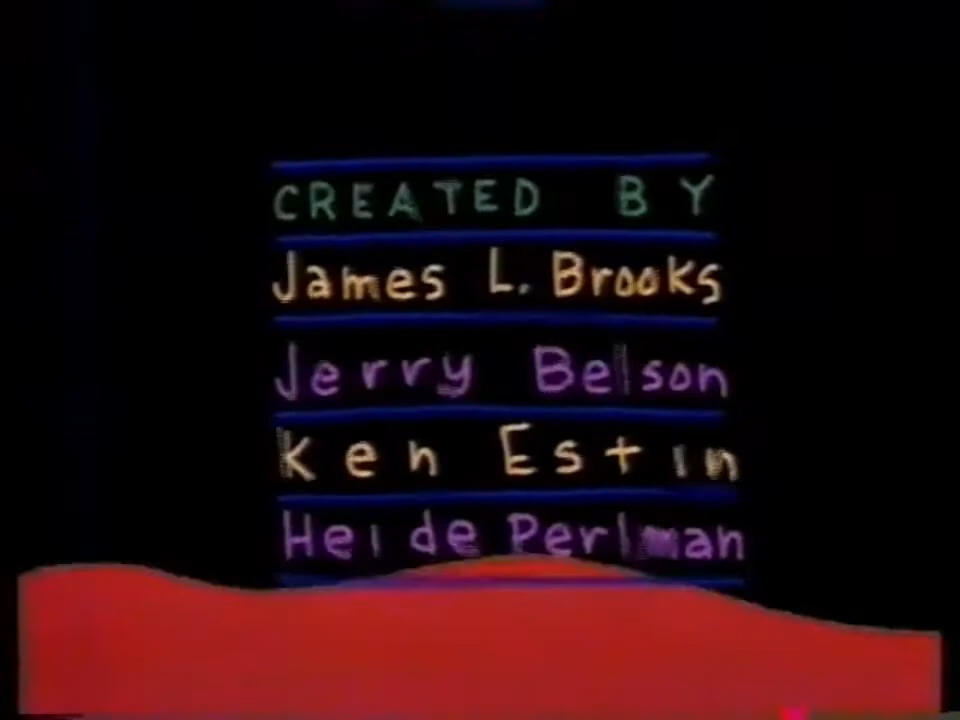 CREATED BY
James L. Brooks
Jerry Belson
Ken Estin
Heide Perlman